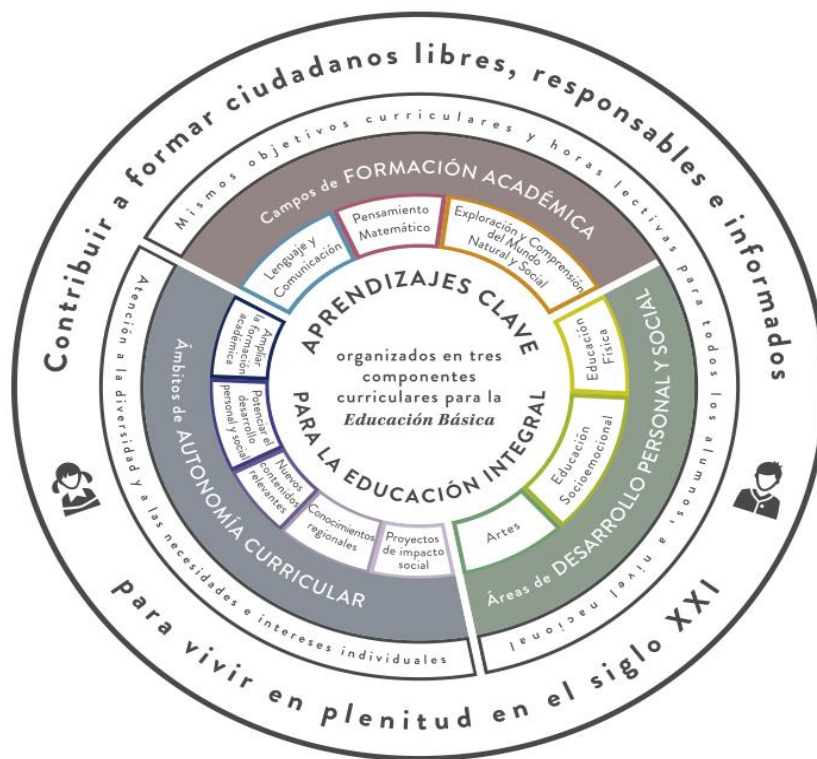 Contribuir a formar ciudadanos libres, responsables e informados
para vivir en plenitud en el siglo XXI
Mismos objetivos curriculares y horas lectivas para todos los alumnos, a nivel nacional
Atención a la diversidad y a las necesidades e intereses individuales
Campos de FORMACIÓN ACADÉMICA
Lenguaje y
Comunicación
Pensamiento
Matemático
Exploración y Comprensión
del Mundo
Natural y Social
Áreas de DESARROLLO PERSONAL Y SOCIAL
Educación
Física
Educación
Socioemocional
Artes
Ámbitos de AUTONOMÍA CURRICULAR
Ampliar
la formación
académica
Potenciar el
desarrollo
personal y social
Nuevos
contenidos
relevantes
Conocimientos
regionales
Proyectos
de impacto
social
APRENDIZAJES CLAVE
organizados en tres
componentes
curriculares para la
Educación Básica
PARA LA EDUCACIÓN INTEGRAL